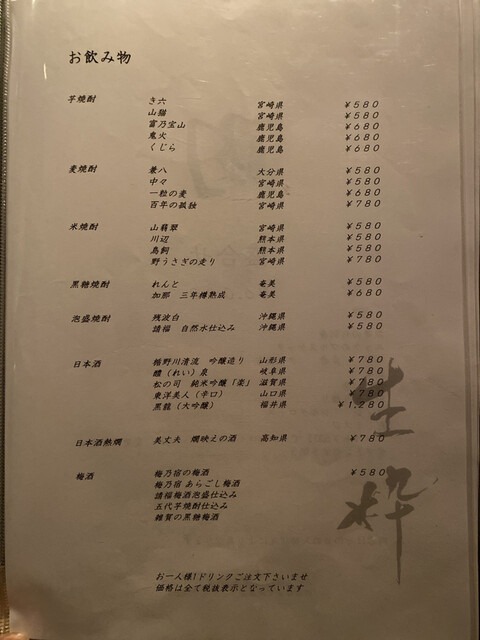 お飲み物
芋焼酎 き六 宮崎県 ¥580
山猫 宮崎県 ¥580
富乃宝山 鹿児島 ¥680
鬼火 鹿児島 ¥680
くじら 鹿児島 ¥680
麦焼酎 兼八 大分県 ¥580
中々 宮崎県 ¥580
一粒の麦 鹿児島 ¥680
百年の孤独 宮崎県 ¥780
米焼酎 山翡翠 宮崎県 ¥580
川辺 熊本県 ¥580
鳥飼 熊本県 ¥580
野うさぎの走り 宮崎県 ¥780
黒糖焼酎 れんと 奄美 ¥580
加那 三年樽熟成 奄美 ¥680
泡盛焼酎 残波白 沖縄県 ¥580
請福 自然水仕込み 沖縄県 ¥580
日本酒 楯野川清流 吟醸造り 山形県 ¥780
醴(れい)泉 岐阜県 ¥780
松の司 純米吟醸「楽」 滋賀県 ¥780
東洋美人(辛口) 山口県 ¥780
黒龍(大吟醸) 福井県 ¥1,280
日本酒熱燗 美丈夫 燗映えの酒 高知県 ¥780
梅酒 梅乃宿の梅酒 ¥580
梅乃宿 あらごし梅酒
請福梅酒泡盛仕込み
五代芋焼酎仕込み
雑賀の黒糖梅酒
お一人様1ドリンクご注文下さいませ
価格は全て税抜表示となっています